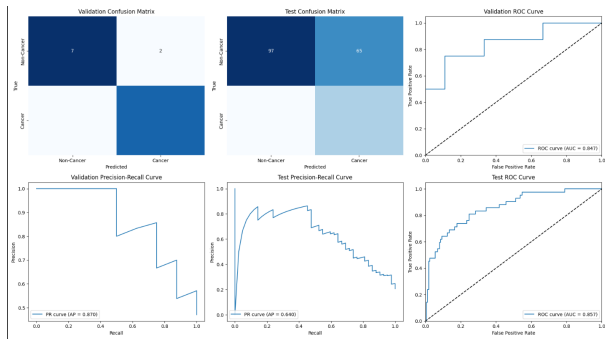 Validation Confusion Matrix
Non-Cancer
Cancer
True
7
2
Non-Cancer
Cancer
Predicted
Test Confusion Matrix
Non-Cancer
Cancer
True
97
Non-Cancer
Cancer
Predicted
Validation ROC Curve
True Positive Rate
1.0
0.8
0.6
0.4
0.2
0.0
0.0
0.2
0.4
0.6
0.8
1.0
False Positive Rate
ROC curve (AUC = 0.847)
Validation Precision-Recall Curve
Precision
1.0
0.9
0.8
0.7
0.6
0.5
0.0
0.2
0.4
0.6
0.8
1.0
Recall
PR curve (AP = 0.870)
Test Precision-Recall Curve
Precision
1.0
0.8
0.6
0.4
0.2
0.0
0.0
0.2
0.4
0.6
0.8
1.0
Recall
PR curve (AP = 0.640)
Test ROC Curve
True Positive Rate
1.0
0.8
0.6
0.4
0.2
0.0
0.0
0.2
0.4
0.6
0.8
1.0
False Positive Rate
ROC curve (AUC = 0.857)